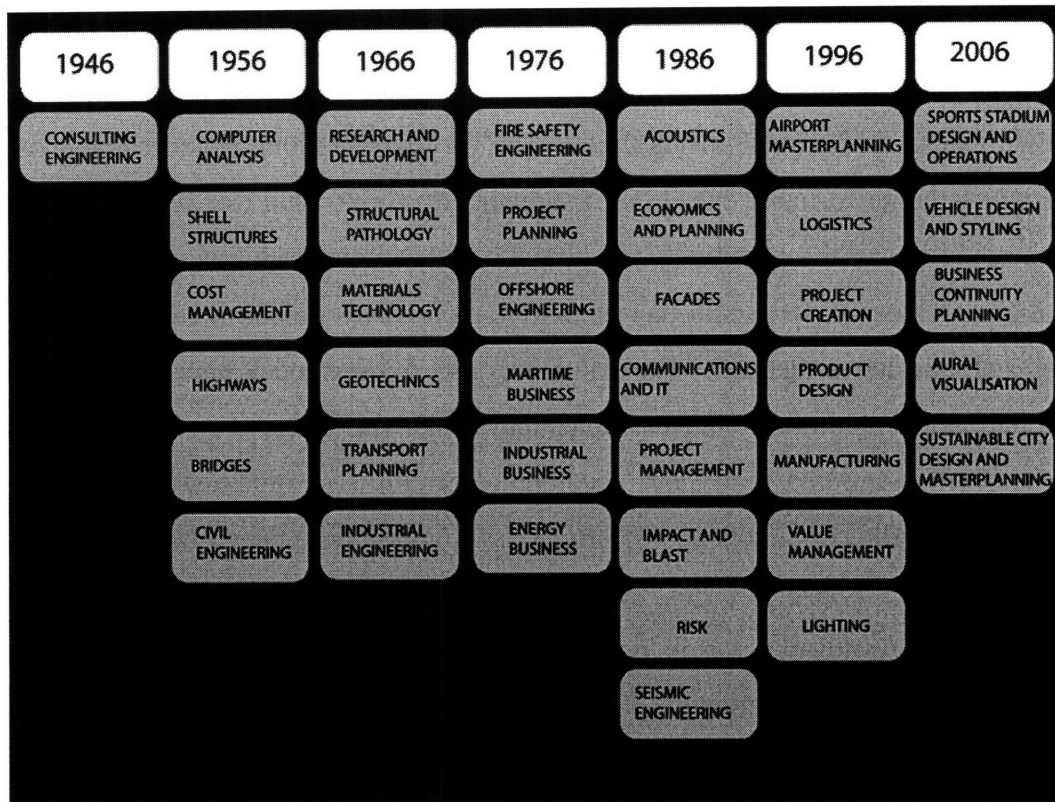 1946
CONSULTING
ENGINEERING
1956
COMPUTER
ANALYSIS
SHELL
STRUCTURES
COST
MANAGEMENT
HIGHWAYS
BRIDGES
CIVIL
ENGINEERING
1966
RESEARCH AND
DEVELOPMENT
STRUCTURAL
PATHOLOGY
MATERIALS
TECHNOLOGY
GEOTECHNICS
TRANSPORT
PLANNING
INDUSTRIAL
ENGINEERING
1976
FIRE SAFETY
ENGINEERING
PROJECT
PLANNING
OFFSHORE
ENGINEERING
MARTIME
BUSINESS
INDUSTRIAL
BUSINESS
ENERGY
BUSINESS
1986
ACOUSTICS
ECONOMICS
AND PLANNING
FACADES
COMMUNICATIONS
AND IT
PROJECT
MANAGEMENT
IMPACT AND
BLAST
RISK
SEISMIC
ENGINEERING
1996
AIRPORT
MASTERPLANNING
LOGISTICS
PROJECT
CREATION
PRODUCT
DESIGN
MANUFACTURING
VALUE
MANAGEMENT
LIGHTING
2006
SPORTS STADIUM
DESIGN AND
OPERATIONS
VEHICLE DESIGN
AND STYLING
BUSINESS
CONTINUITY
PLANNING
AURAL
VISUALISATION
SUSTAINABLE CITY
DESIGN AND
MASTERPLANNING